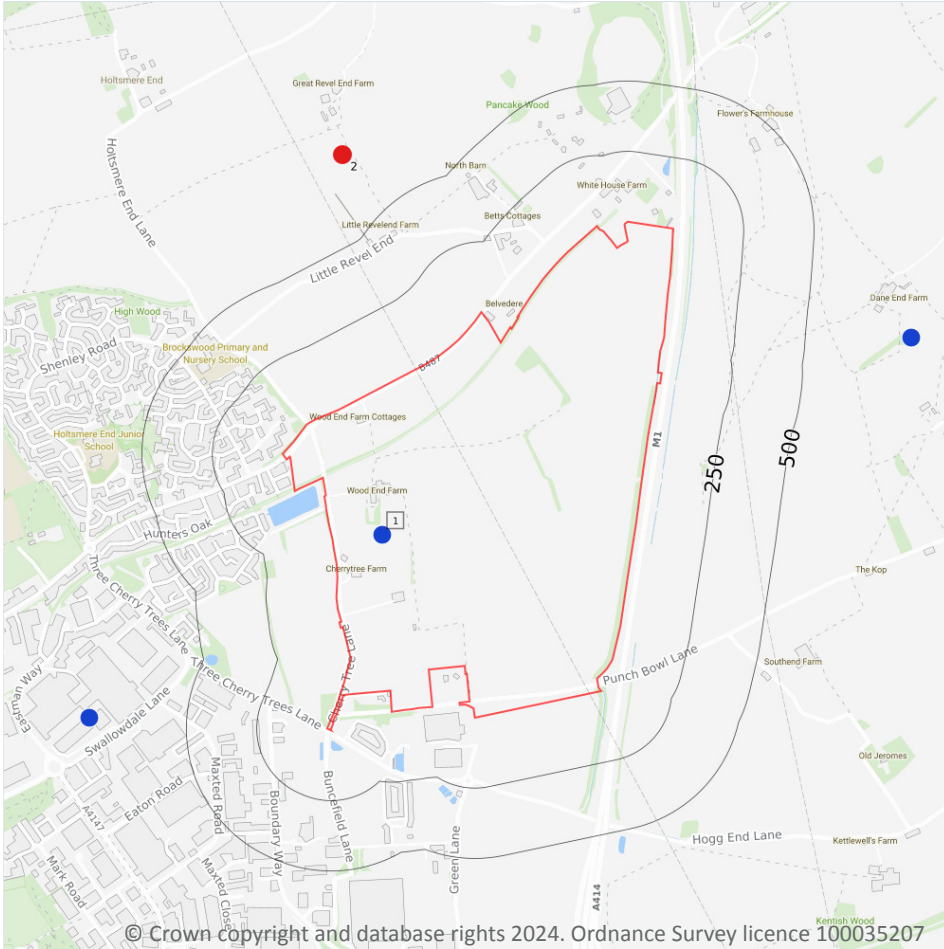 Holtsmere End
Great Revel End Farm
Pancake Wood
Flower's Farmhouse
2
North Barn
Holtsmere End Lane
White House Farm
Betts Cottages
Little Revelend Farm
Little Revel End
Dane End Farm
Belvedere
High Wood
Brockswood Primary and
Nursery School
Shenley Road
B487
Wood End Farm Cottages
Holtsmere End Junior
School
M1
250
500
Wood End Farm
1
Hunters Oak
Cherrytree Farm
The Kop
Three Cherry Trees Lane
Cherry Tree Lane
Punch Bowl Lane
Southend Farm
Three Cherry Trees Lane
Eastman Way
Swallowdale Lane
Old Jeromes
Maxted Road
Eaton Road
Boundary Way
Buncefield Lane
A4147
Green Lane
Hogg End Lane
Kettlewell's Farm
Mark Road
Maxted Close
A414
Kentish Wood
© Crown copyright and database rights 2024. Ordnance Survey licence 100035207